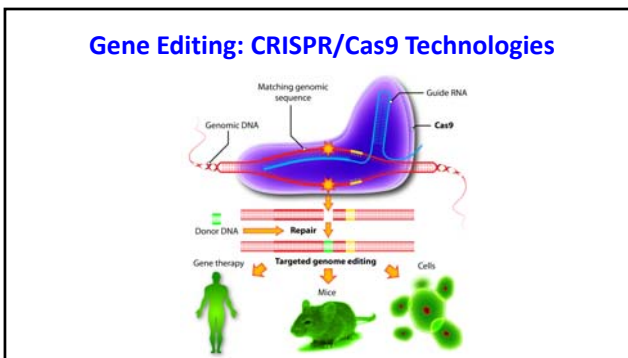 Gene Editing: CRISPR/Cas9 Technologies
Matching genomic
sequence
Guide RNA
Genomic DNA
Cas9
Donor DNA
Repair
Targeted genome editing
Gene therapy
Mice
Cells